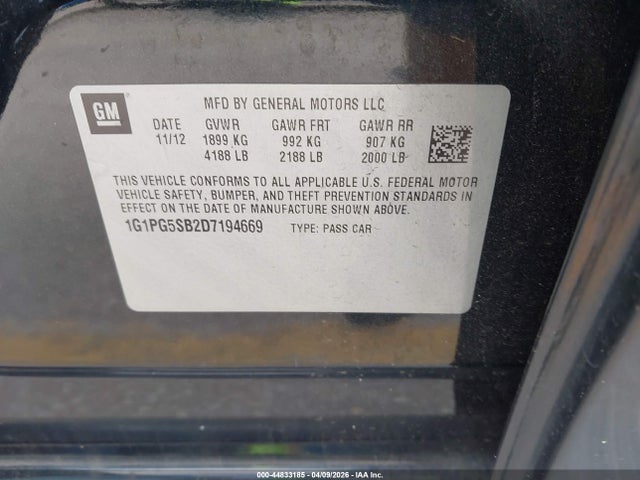 GM
MFD BY GENERAL MOTORS LLC
DATE GVWR GAWR FRT GAWR RR
11/12 1899 KG 992 KG 907 KG
4188 LB 2188 LB 2000 LB
THIS VEHICLE CONFORMS TO ALL APPLICABLE U.S. FEDERAL MOTOR
VEHICLE SAFETY, BUMPER, AND THEFT PREVENTION STANDARDS IN
EFFECT ON THE DATE OF MANUFACTURE SHOWN ABOVE.
1G1PG5SB2D7194669 TYPE: PASS CAR
000-44833185 | 04/09/2026 | IAA Inc.